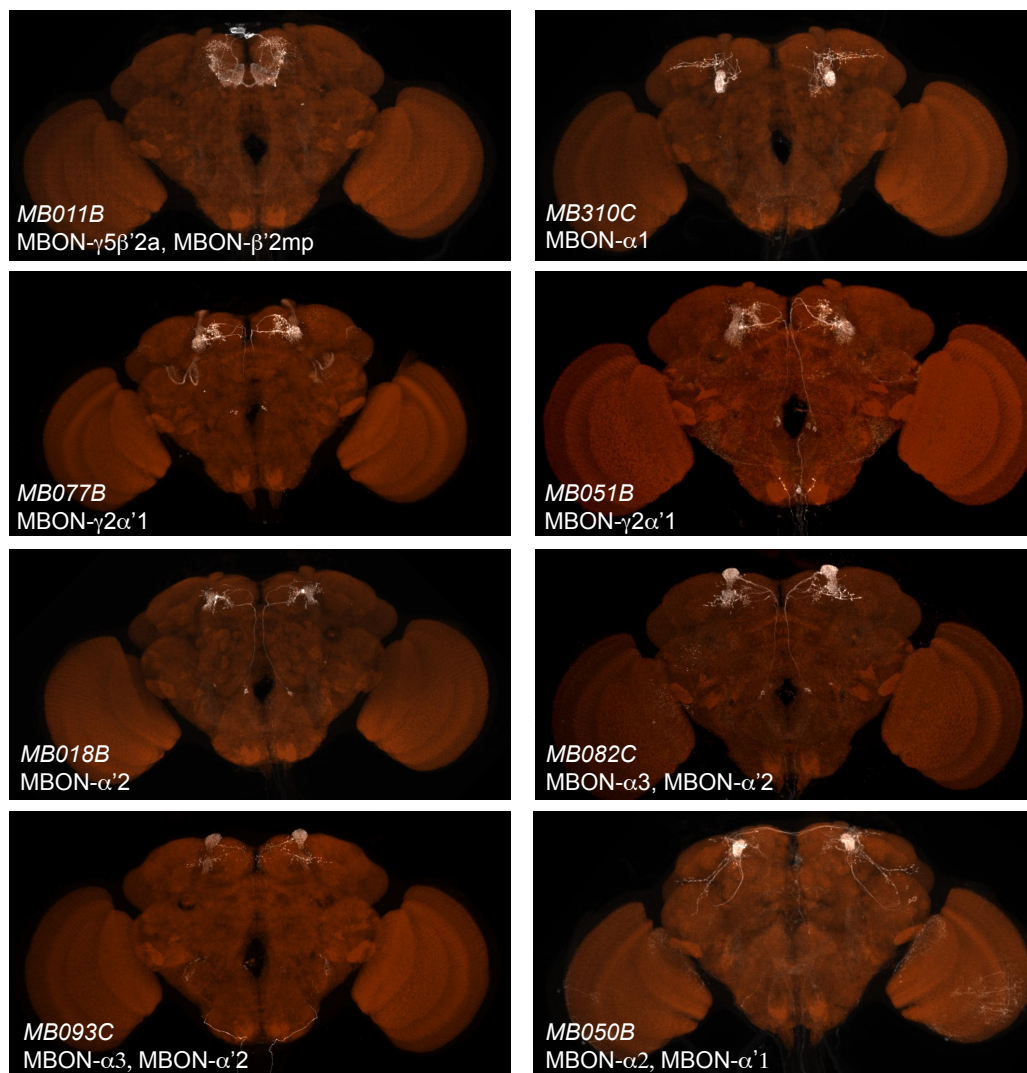 MB011B
MBON-γ5β'2a, MBON-β'2mp
MB310C
MBON-α1
MB077B
MBON-γ2α'1
MB051B
MBON-γ2α'1
MB018B
MBON-α'2
MB082C
MBON-α3, MBON-α'2
MB093C
MBON-α3, MBON-α'2
MB050B
MBON-α2, MBON-α'1